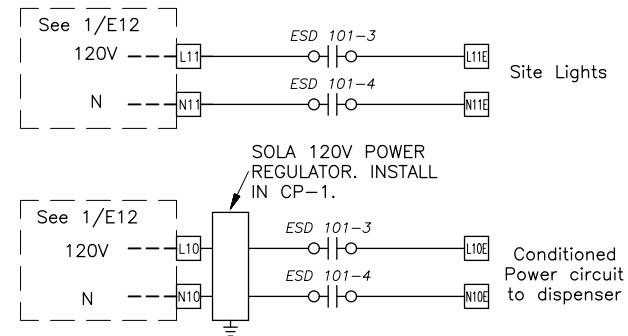 See 1/E12
120V
L11
ESD 101-3
L11E
Site Lights
N
N11
ESD 101-4
N11E
SOLA 120V POWER
REGULATOR. INSTALL
IN CP-1.
See 1/E12
120V
L10
ESD 101-3
L10E
N
N10
ESD 101-4
N10E
Conditioned
Power circuit
to dispenser